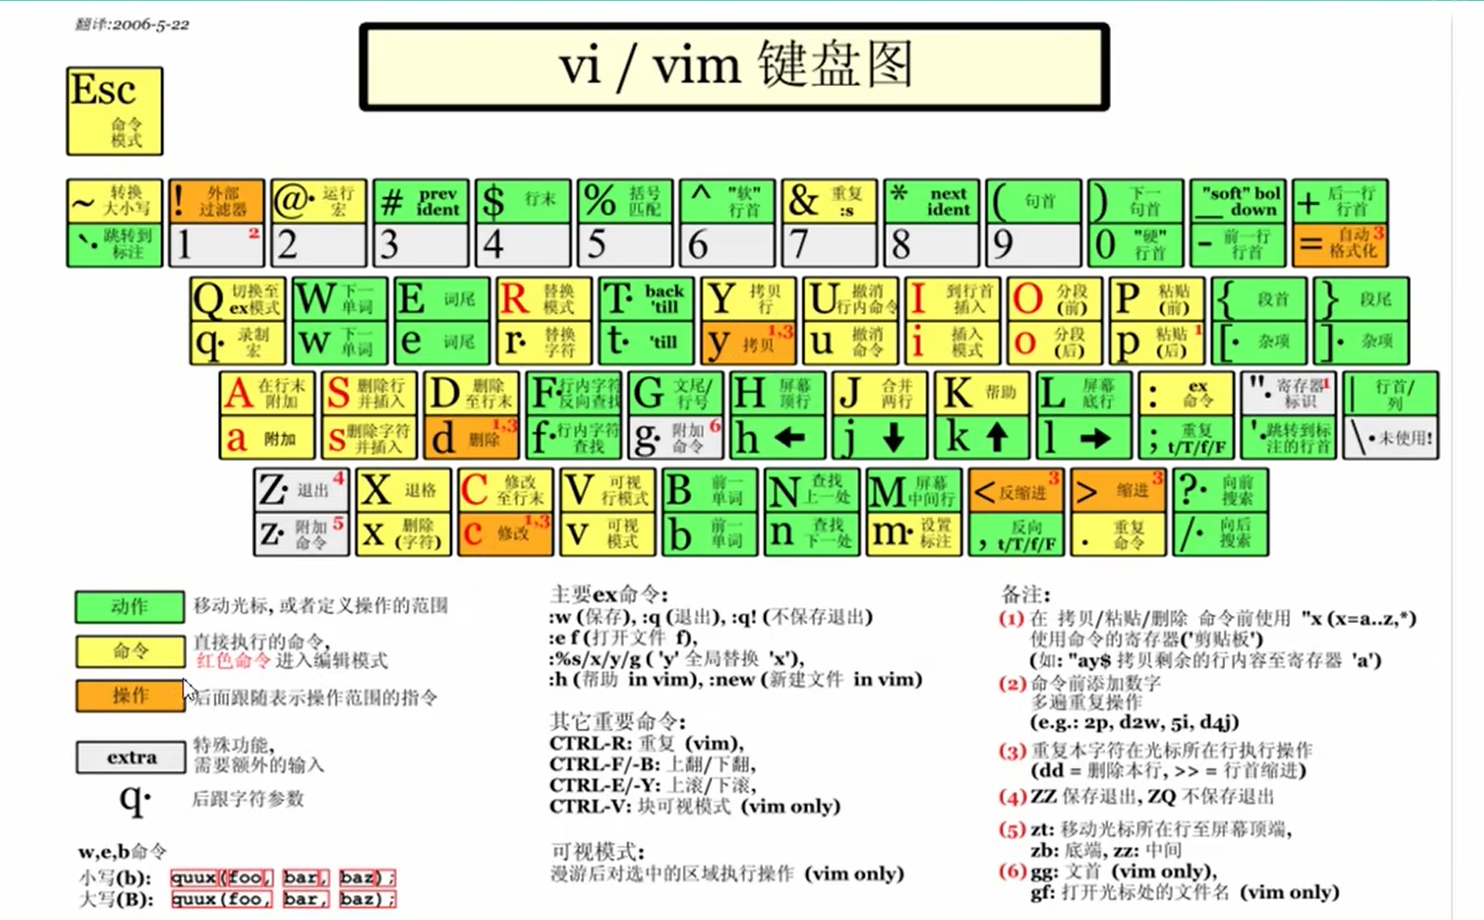 翻译:2006-5-22
vi / vim 键盘图
Esc
命令
模式
~ 转换
大小写
! 外部
过滤器
@· 运行
宏
# prev
ident
$ 行末
% 括号
匹配
^ "软"
行首
& 重复
:s
* next
ident
( 句首
) 下一
句首
"soft" bol
_ down
+ 后一行
行首
`· 跳转到
标注
1 2
2
3
4
5
6
7
8
9
0 "硬"
行首
- 前一行
行首
= 自动 3
格式化
Q 切换至
ex模式
W 下一
单词
E 词尾
R 替换
模式
T· back
'till
Y 拷贝
行
U 撤消
行内命令
I 到行首
插入
O 分段
(前)
P 粘贴
(前)
{ 段首
} 段尾
q· 录制
宏
w 下一
单词
e 词尾
r· 替换
字符
t· 'till
y 拷贝 1,3
u 撤消
命令
i 插入
模式
o 分段
(后)
p 粘贴 1
(后)
[· 杂项
]· 杂项
A 在行末
附加
S 删除行
并插入
D 删除
至行末
F· 行内字符
反向查找
G 文尾/
行号
H 屏幕
顶行
J 合并
两行
K 帮助
L 屏幕
底行
: ex
命令
"· 寄存器 1
标识
| 行首/
列
a 附加
s 删除字符
并插入
d 删除 1,3
f· 行内字符
查找
g· 附加 6
命令
h ←
j ↓
k ↑
l →
; 重复
t/T/f/F
'· 跳转到标
注的行首
\· 未使用!
Z· 退出 4
X 退格
C 修改
至行末
V 可视
行模式
B 前一
单词
N 查找
上一处
M 屏幕
中间行
< 反缩进 3
> 缩进 3
?· 向前
搜索
z· 附加 5
命令
x 删除
(字符)
c 修改 1,3
v 可视
模式
b 前一
单词
n 查找
下一处
m· 设置
标注
, 反向
t/T/f/F
. 重复
命令
/· 向后
搜索
动作 移动光标, 或者定义操作的范围
命令 直接执行的命令,
红色命令 进入编辑模式
操作 后面跟随表示操作范围的指令
extra 特殊功能,
需要额外的输入
q· 后跟字符参数
w,e,b命令
小写(b): quux(foo, bar, baz);
大写(B): quux(foo, bar, baz);
主要ex命令:
:w (保存), :q (退出), :q! (不保存退出)
:e f (打开文件 f),
:%s/x/y/g ( 'y' 全局替换 'x'),
:h (帮助 in vim), :new (新建文件 in vim)
其它重要命令:
CTRL-R: 重复 (vim),
CTRL-F/-B: 上翻/下翻,
CTRL-E/-Y: 上滚/下滚,
CTRL-V: 块可视模式 (vim only)
可视模式:
漫游后对选中的区域执行操作 (vim only)
备注:
(1) 在 拷贝/粘贴/删除 命令前使用 "x (x=a..z,*)
使用命令的寄存器('剪贴板')
(如: "ay$ 拷贝剩余的行内容至寄存器 'a')
(2) 命令前添加数字
多遍重复操作
(e.g.: 2p, d2w, 5i, d4j)
(3) 重复本字符在光标所在行执行操作
(dd = 删除本行, >> = 行首缩进)
(4) ZZ 保存退出, ZQ 不保存退出
(5) zt: 移动光标所在行至屏幕顶端,
zb: 底端, zz: 中间
(6) gg: 文首 (vim only),
gf: 打开光标处的文件名 (vim only)